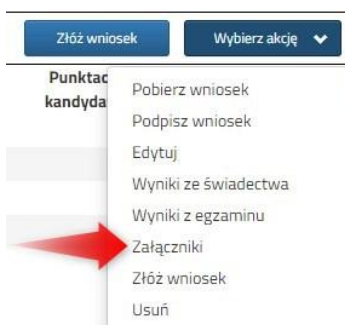 Złóż wniosek Wybierz akcję
Punktac
kandyda
Pobierz wniosek
Podpisz wniosek
Edytuj
Wyniki ze świadectwa
Wyniki z egzaminu
Załączniki
Złóż wniosek
Usuń